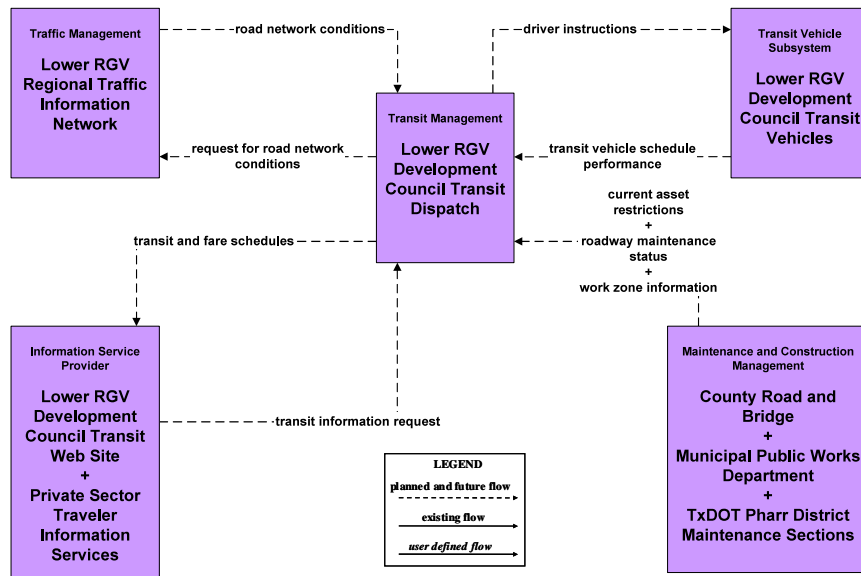 Traffic Management
Lower RGV
Regional Traffic
Information
Network
road network conditions
driver instructions
Transit Vehicle
Subsystem
Lower RGV
Development
Council Transit
Vehicles
Transit Management
Lower RGV
Development
Council Transit
Dispatch
request for road network
conditions
transit vehicle schedule
performance
current asset
restrictions
+
roadway maintenance
status
+
work zone information
transit and fare schedules
Information Service
Provider
Lower RGV
Development
Council Transit
Web Site
+
Private Sector
Traveler
Information
Services
transit information request
Maintenance and Construction
Management
County Road and
Bridge
+
Municipal Public Works
Department
+
TxDOT Pharr District
Maintenance Sections
LEGEND
planned and future flow
existing flow
user defined flow